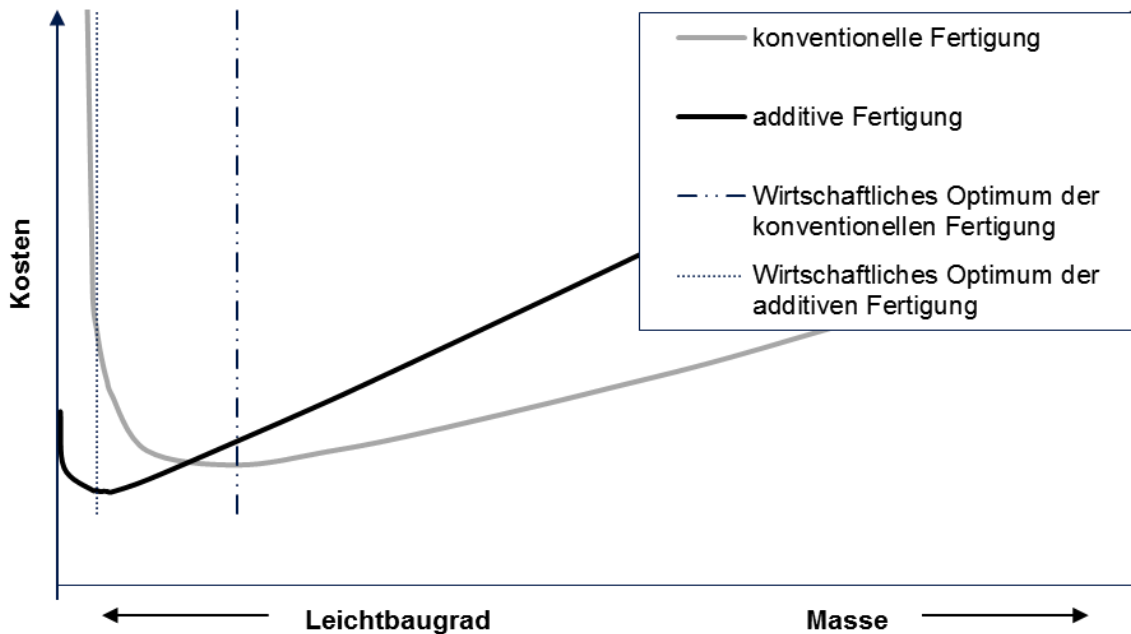 konventionelle Fertigung
additive Fertigung
Wirtschaftliches Optimum der
konventionellen Fertigung
Wirtschaftliches Optimum der
additiven Fertigung
Kosten
Leichtbaugrad
Masse